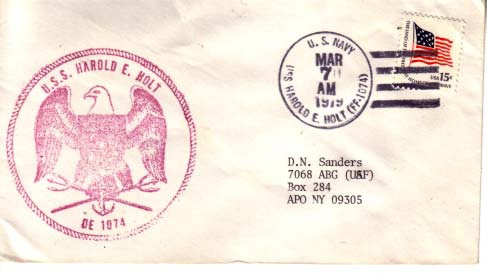 U.S.S. HAROLD E. HOLT
DE 1074
U.S. NAVY
MAR
7
AM
1979
USS HAROLD E. HOLT (FF-1074)
USA 15c
D.N. Sanders
7068 ABG (USAF)
Box 284
APO NY 09305